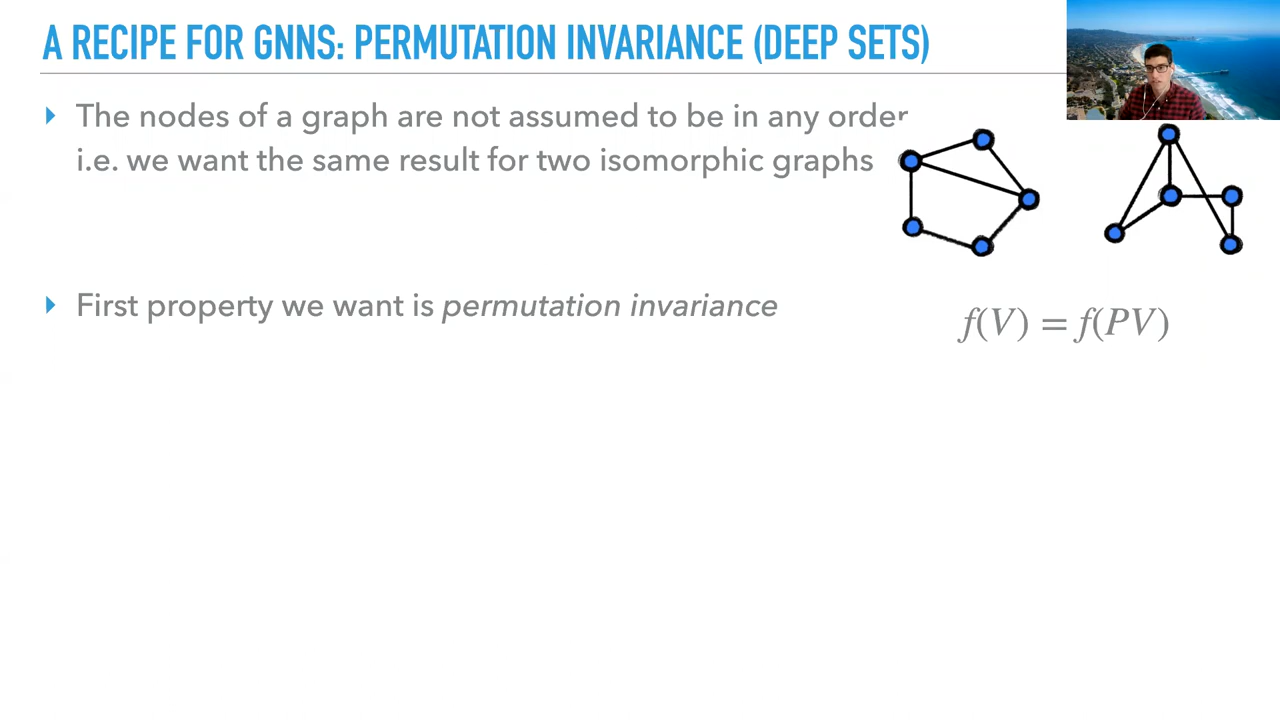 A RECIPE FOR GNNS: PERMUTATION INVARIANCE (DEEP SETS)
The nodes of a graph are not assumed to be in any order
i.e. we want the same result for two isomorphic graphs
First property we want is permutation invariance
f(V) = f(PV)